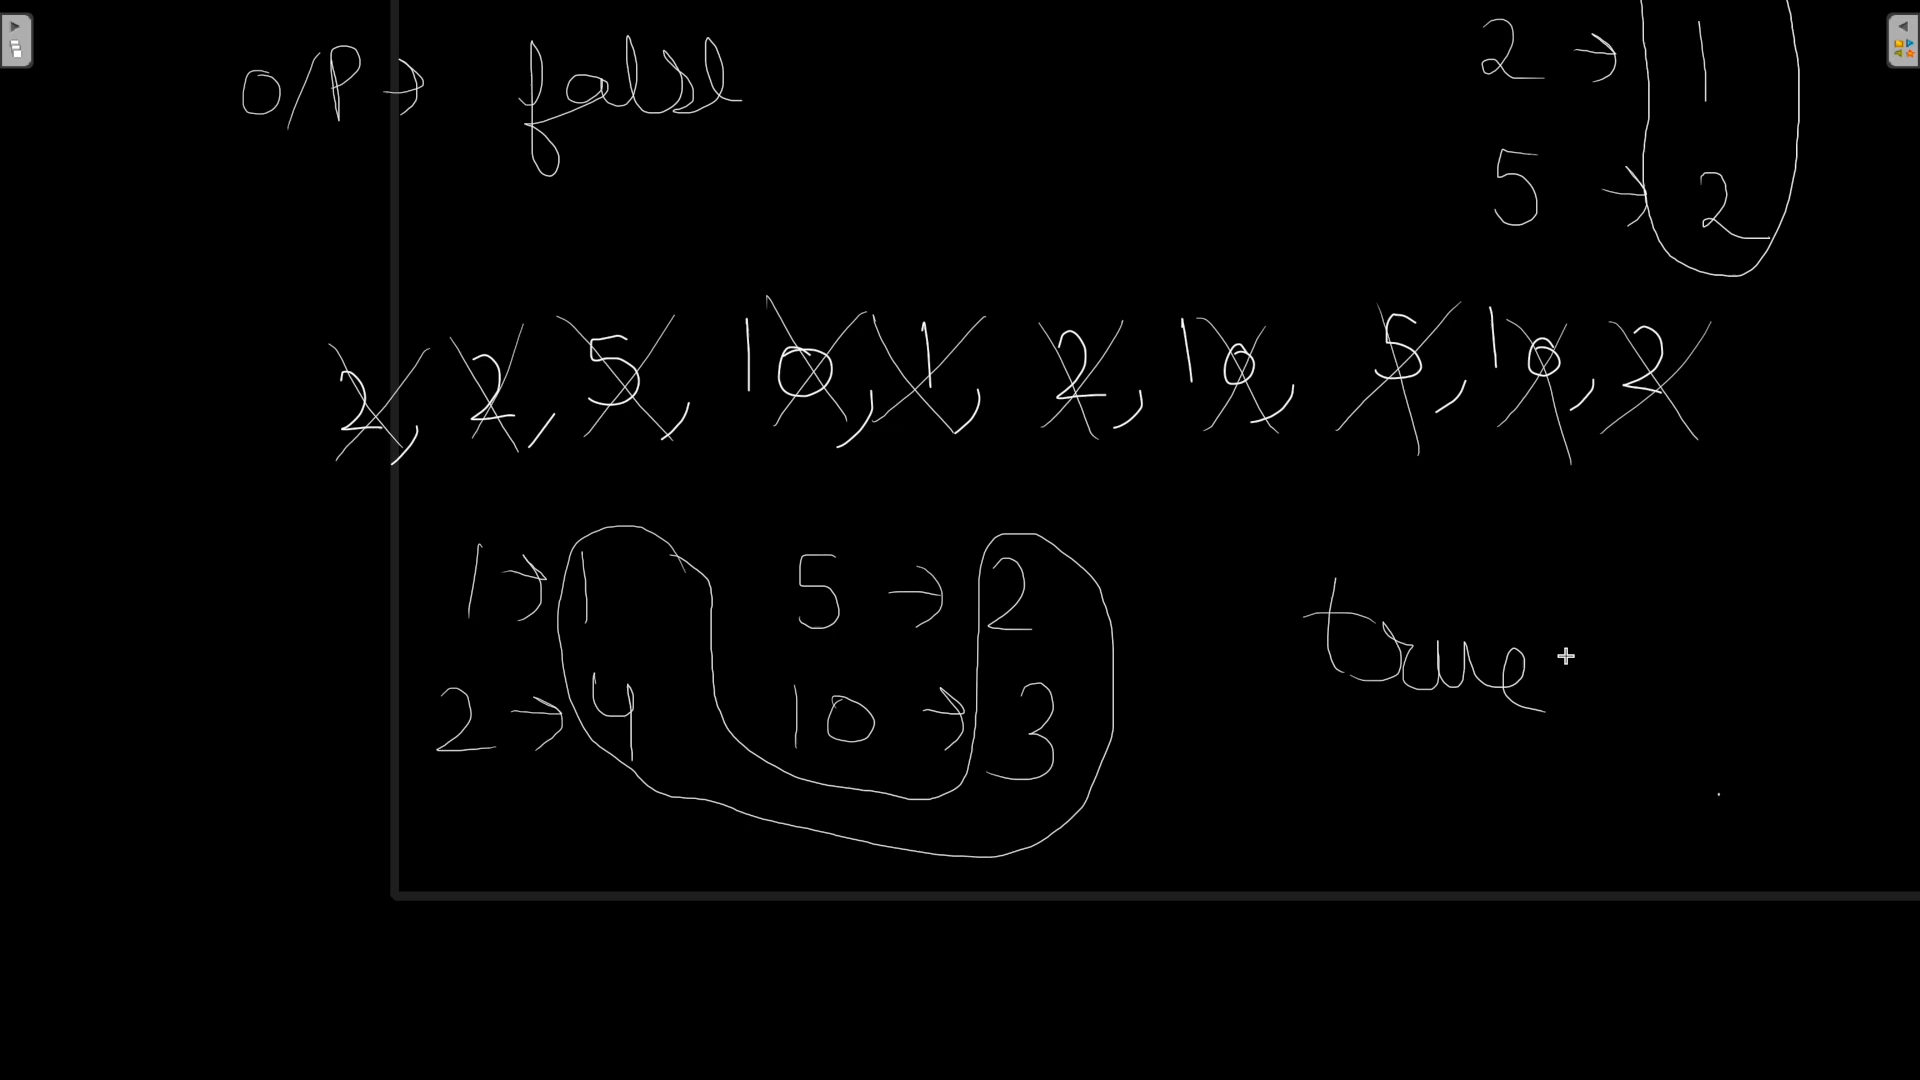 O/P → false
2 → 1
5 → 2
2, 2, 5, 10, 1, 2, 10, 5, 10, 2
1 → 1 5 → 2
2 → 4 10 → 3
true